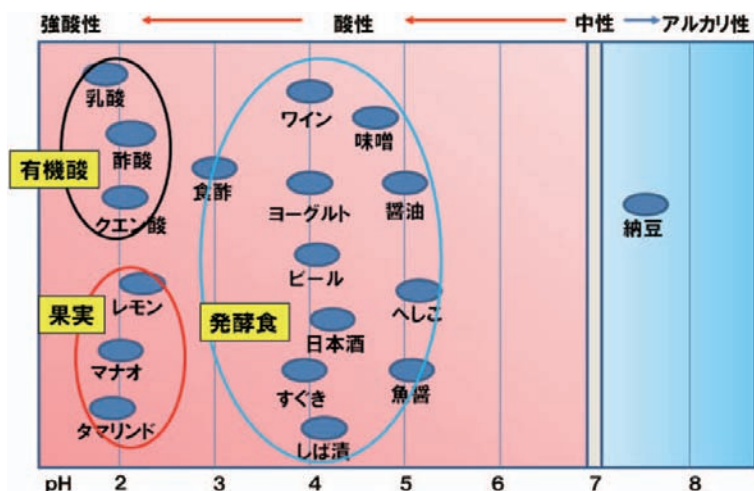 強酸性 酸性 中性 アルカリ性
乳酸
ワイン
味噌
酢酸
有機酸
食酢
クエン酸
ヨーグルト
醤油
納豆
ビール
レモン
へしこ
果実
発酵食
日本酒
マナオ
すぐき
魚醤
タマリンド
しば漬
pH 2 3 4 5 6 7 8